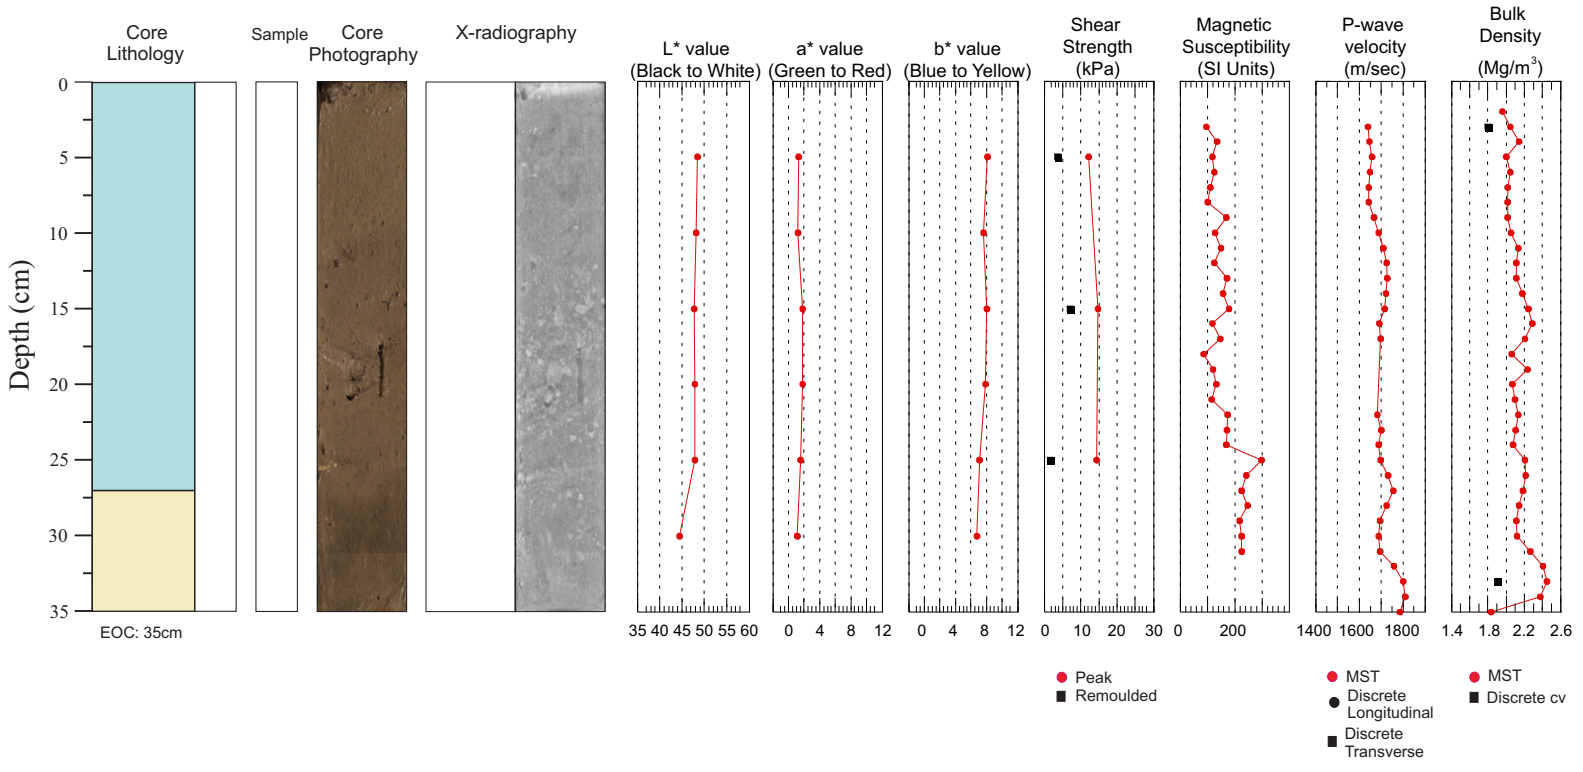 Core
Lithology
Sample
Core
Photography
X-radiography
L* value
(Black to White)
a* value
(Green to Red)
b* value
(Blue to Yellow)
Shear
Strength
(kPa)
Magnetic
Susceptibility
(SI Units)
P-wave
velocity
(m/sec)
Bulk
Density
(Mg/m³)
Depth (cm)
0
5
10
15
20
25
30
35
EOC: 35cm
35 40 45 50 55 60
0 4 8 12
0 4 8 12
0 10 20 30
0 200
1400 1600 1800
1.4 1.8 2.2 2.6
Peak
Remoulded
MST
Discrete
Longitudinal
Discrete
Transverse
MST
Discrete cv